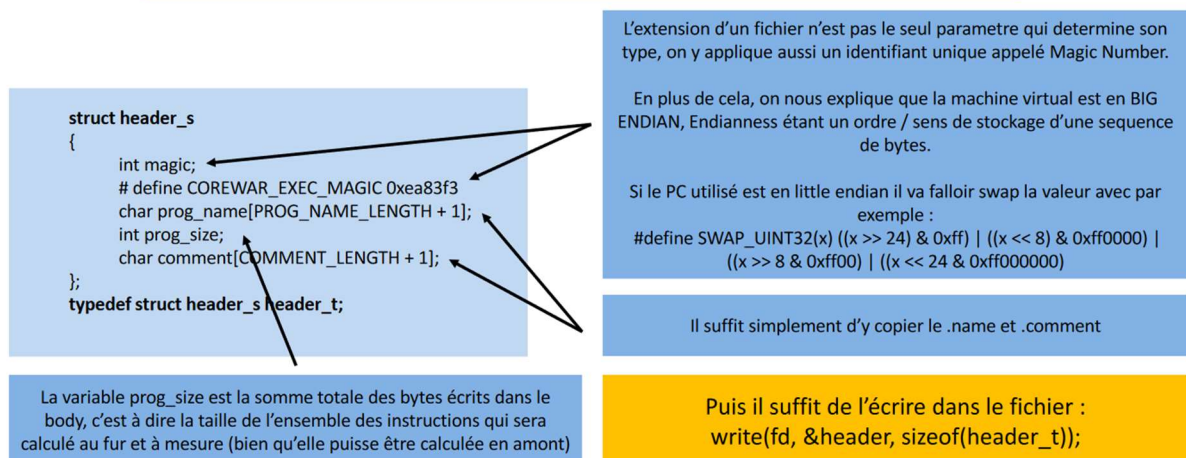 struct header_s
{
int magic;
# define COREWAR_EXEC_MAGIC 0xea83f3
char prog_name[PROG_NAME_LENGTH + 1];
int prog_size;
char comment[COMMENT_LENGTH + 1];
};
typedef struct header_s header_t;
L’extension d’un fichier n’est pas le seul parametre qui determine son
type, on y applique aussi un identifiant unique appelé Magic Number.
En plus de cela, on nous explique que la machine virtual est en BIG
ENDIAN, Endianness étant un ordre / sens de stockage d’une sequence
de bytes.
Si le PC utilisé est en little endian il va falloir swap la valeur avec par
exemple :
#define SWAP_UINT32(x) ((x >> 24) & 0xff) | ((x << 8) & 0xff0000) |
((x >> 8 & 0xff00) | ((x << 24 & 0xff000000)
Il suffit simplement d’y copier le .name et .comment
La variable prog_size est la somme totale des bytes écrits dans le
body, c’est à dire la taille de l’ensemble des instructions qui sera
calculé au fur et à mesure (bien qu’elle puisse être calculée en amont)
Puis il suffit de l’écrire dans le fichier :
write(fd, &header, sizeof(header_t));